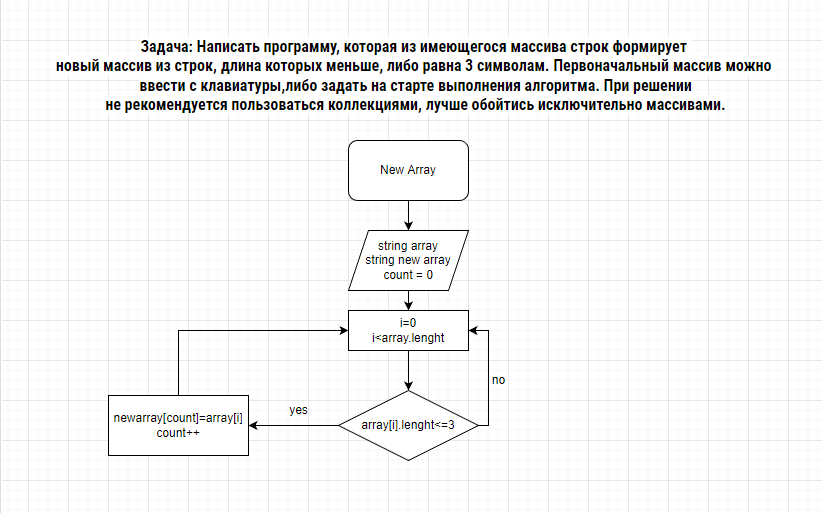 Задача: Написать программу, которая из имеющегося массива строк формирует
новый массив из строк, длина которых меньше, либо равна 3 символам. Первоначальный массив можно
ввести с клавиатуры,либо задать на старте выполнения алгоритма. При решении
не рекомендуется пользоваться коллекциями, лучше обойтись исключительно массивами.
New Array
string array
string new array
count = 0
i=0
i<array.lenght
no
yes
array[i].lenght<=3
newarray[count]=array[i]
count++